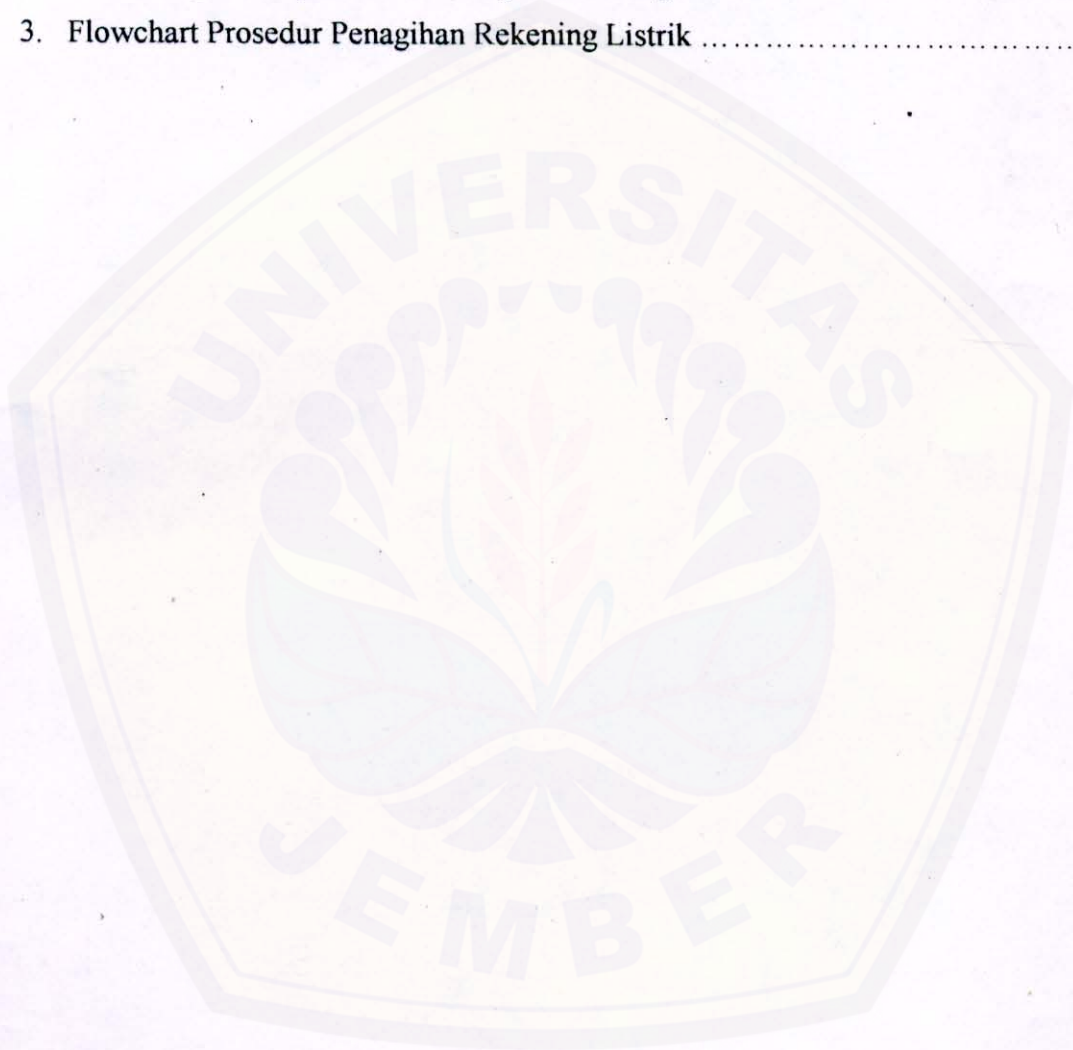 3. Flowchart Prosedur Penagihan Rekening Listrik ........................................
UNIVERSITAS
JEMBER